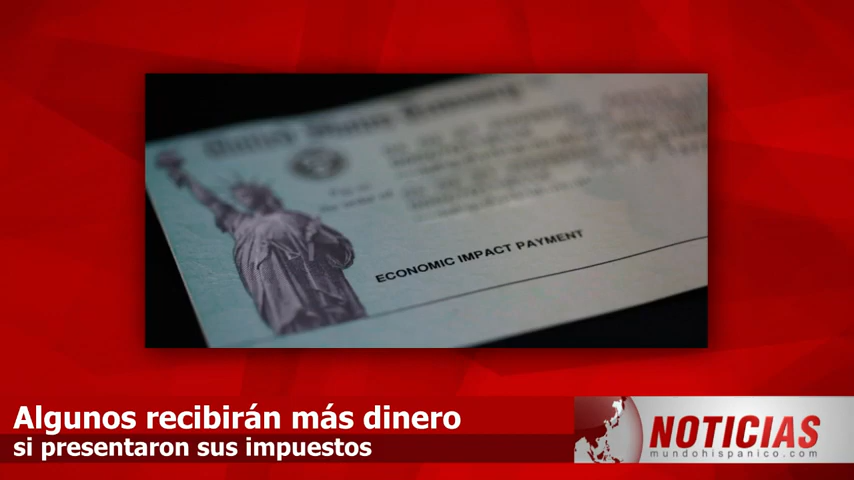 ECONOMIC IMPACT PAYMENT
Algunos recibirán más dinero
si presentaron sus impuestos
NOTICIAS
mundohispanico.com